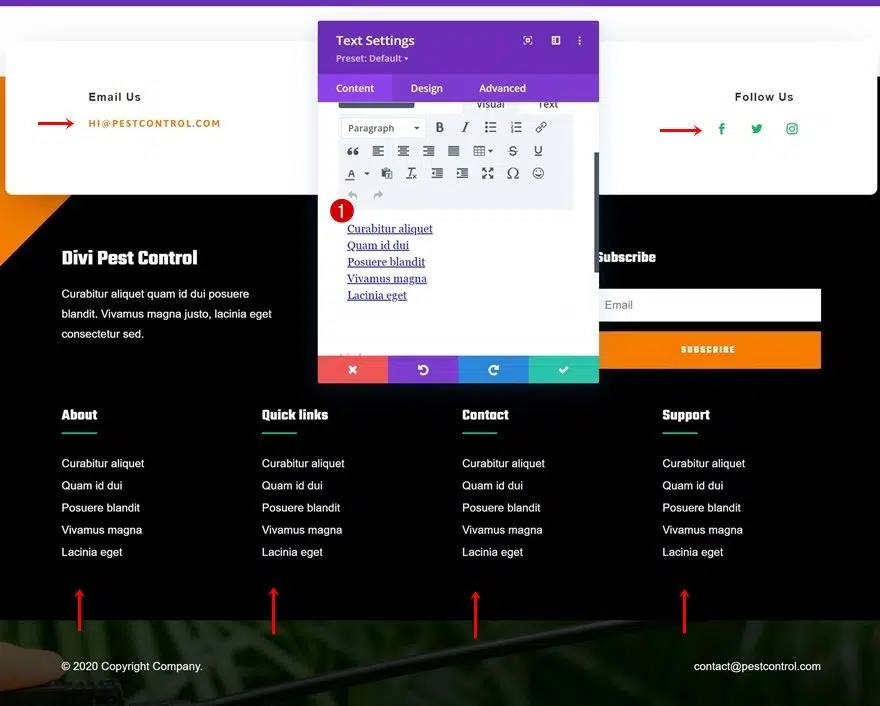 Text Settings
Preset: Default
Content
Design
Advanced
Visual
Text
Paragraph
B
I
S
U
A
1
Curabitur aliquet
Quam id dui
Posuere blandit
Vivamus magna
Lacinia eget
Email Us
HI@PESTCONTROL.COM
Follow Us
Divi Pest Control
Curabitur aliquet quam id dui posuere
blandit. Vivamus magna justo, lacinia eget
consectetur sed.
Subscribe
Email
SUBSCRIBE
About
Curabitur aliquet
Quam id dui
Posuere blandit
Vivamus magna
Lacinia eget
Quick links
Curabitur aliquet
Quam id dui
Posuere blandit
Vivamus magna
Lacinia eget
Contact
Curabitur aliquet
Quam id dui
Posuere blandit
Vivamus magna
Lacinia eget
Support
Curabitur aliquet
Quam id dui
Posuere blandit
Vivamus magna
Lacinia eget
© 2020 Copyright Company.
contact@pestcontrol.com